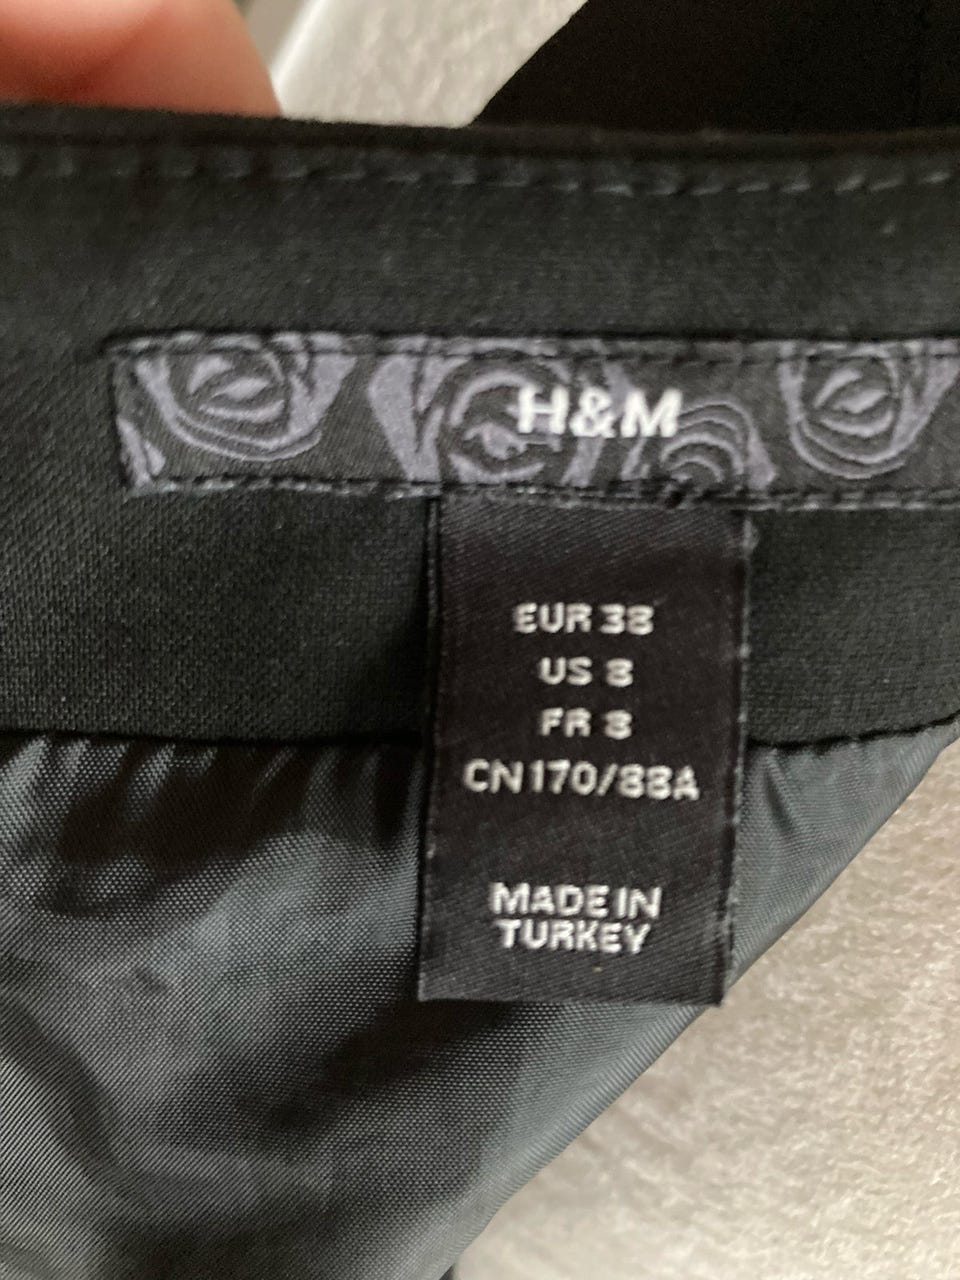 H&M
EUR 38
US 8
FR 8
CN 170/88A
MADE IN
TURKEY